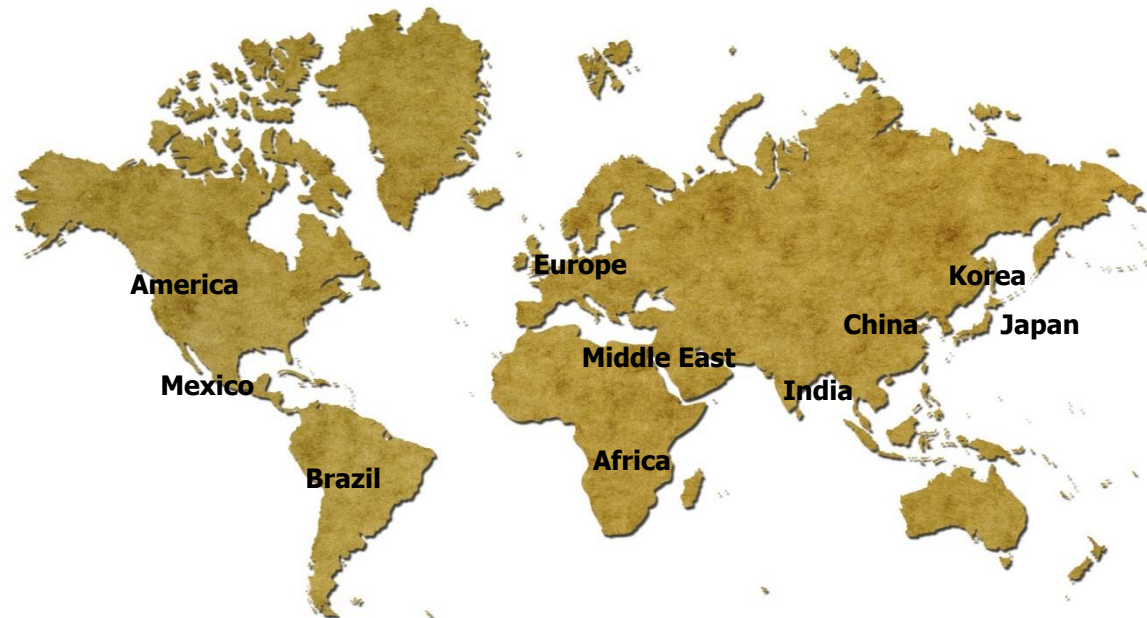 Europe
Korea
America
China
Japan
Middle East
Mexico
India
Africa
Brazil